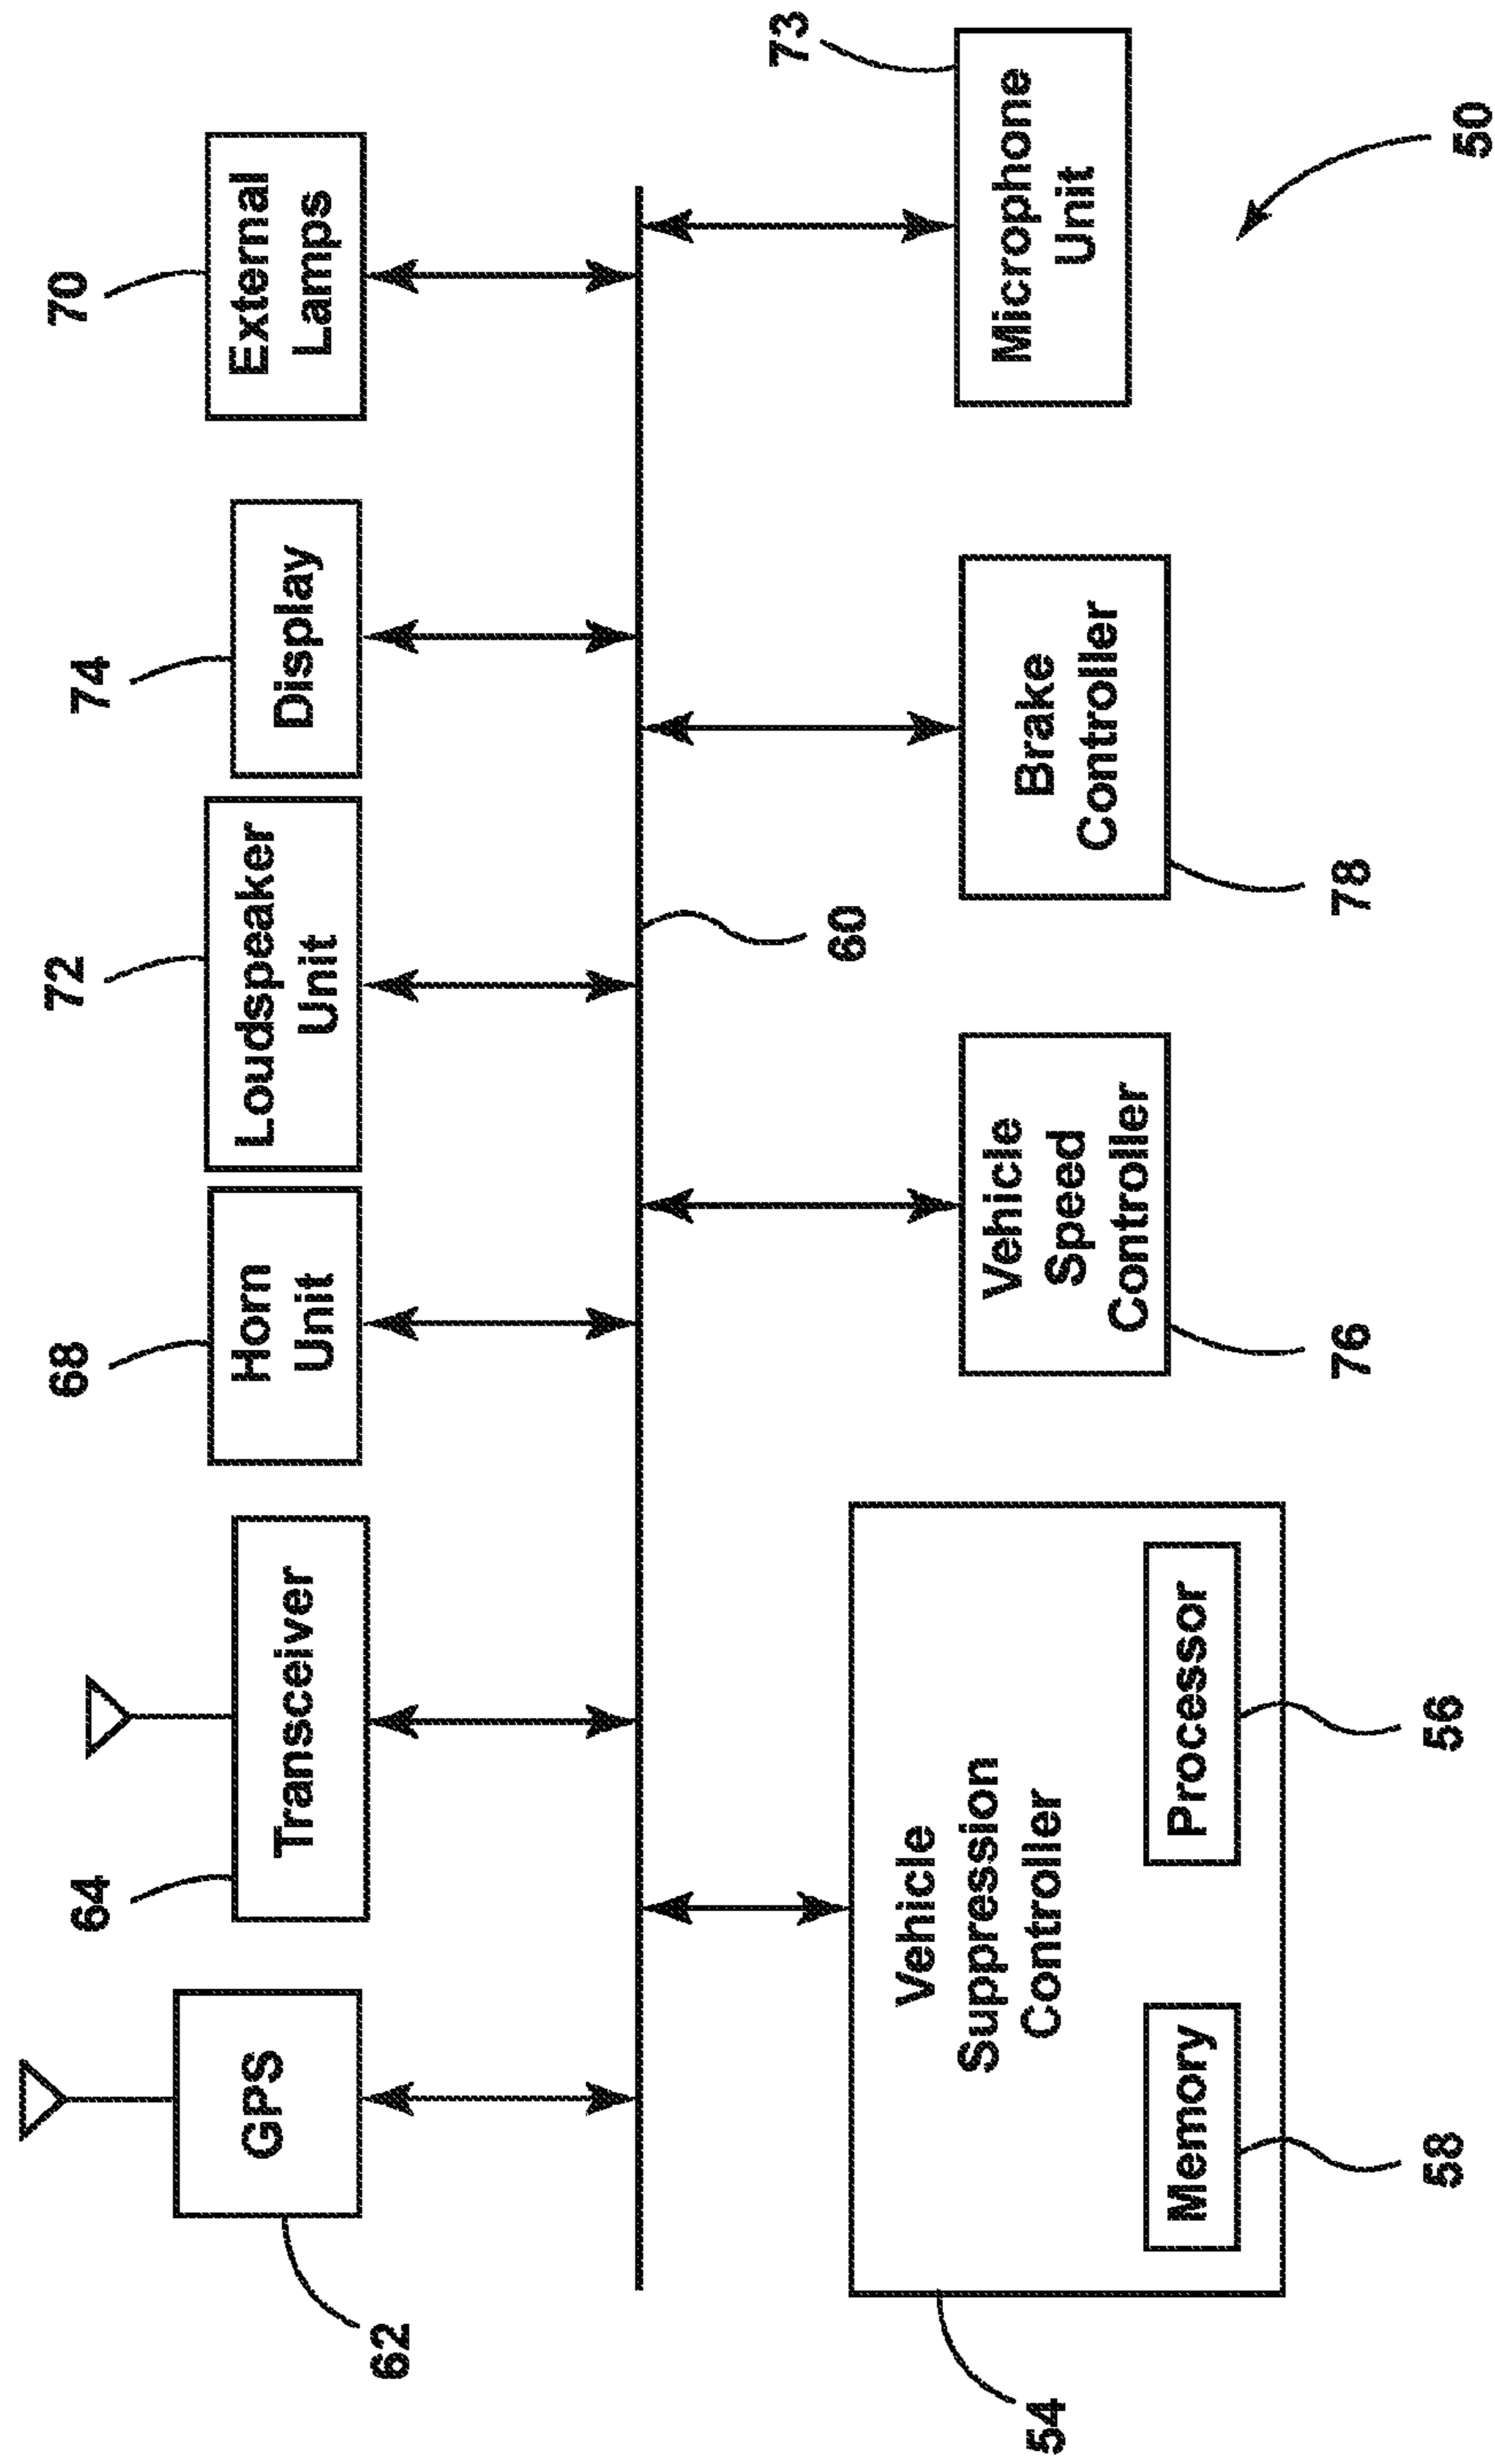 62
GPS
64
Transceiver
68
Horn
Unit
72
Loudspeaker
Unit
74
Display
70
External
Lamps
60
54
Vehicle
Suppression
Controller
Memory
58
Processor
56
Vehicle
Speed
Controller
76
Brake
Controller
78
73
Microphone
Unit
50